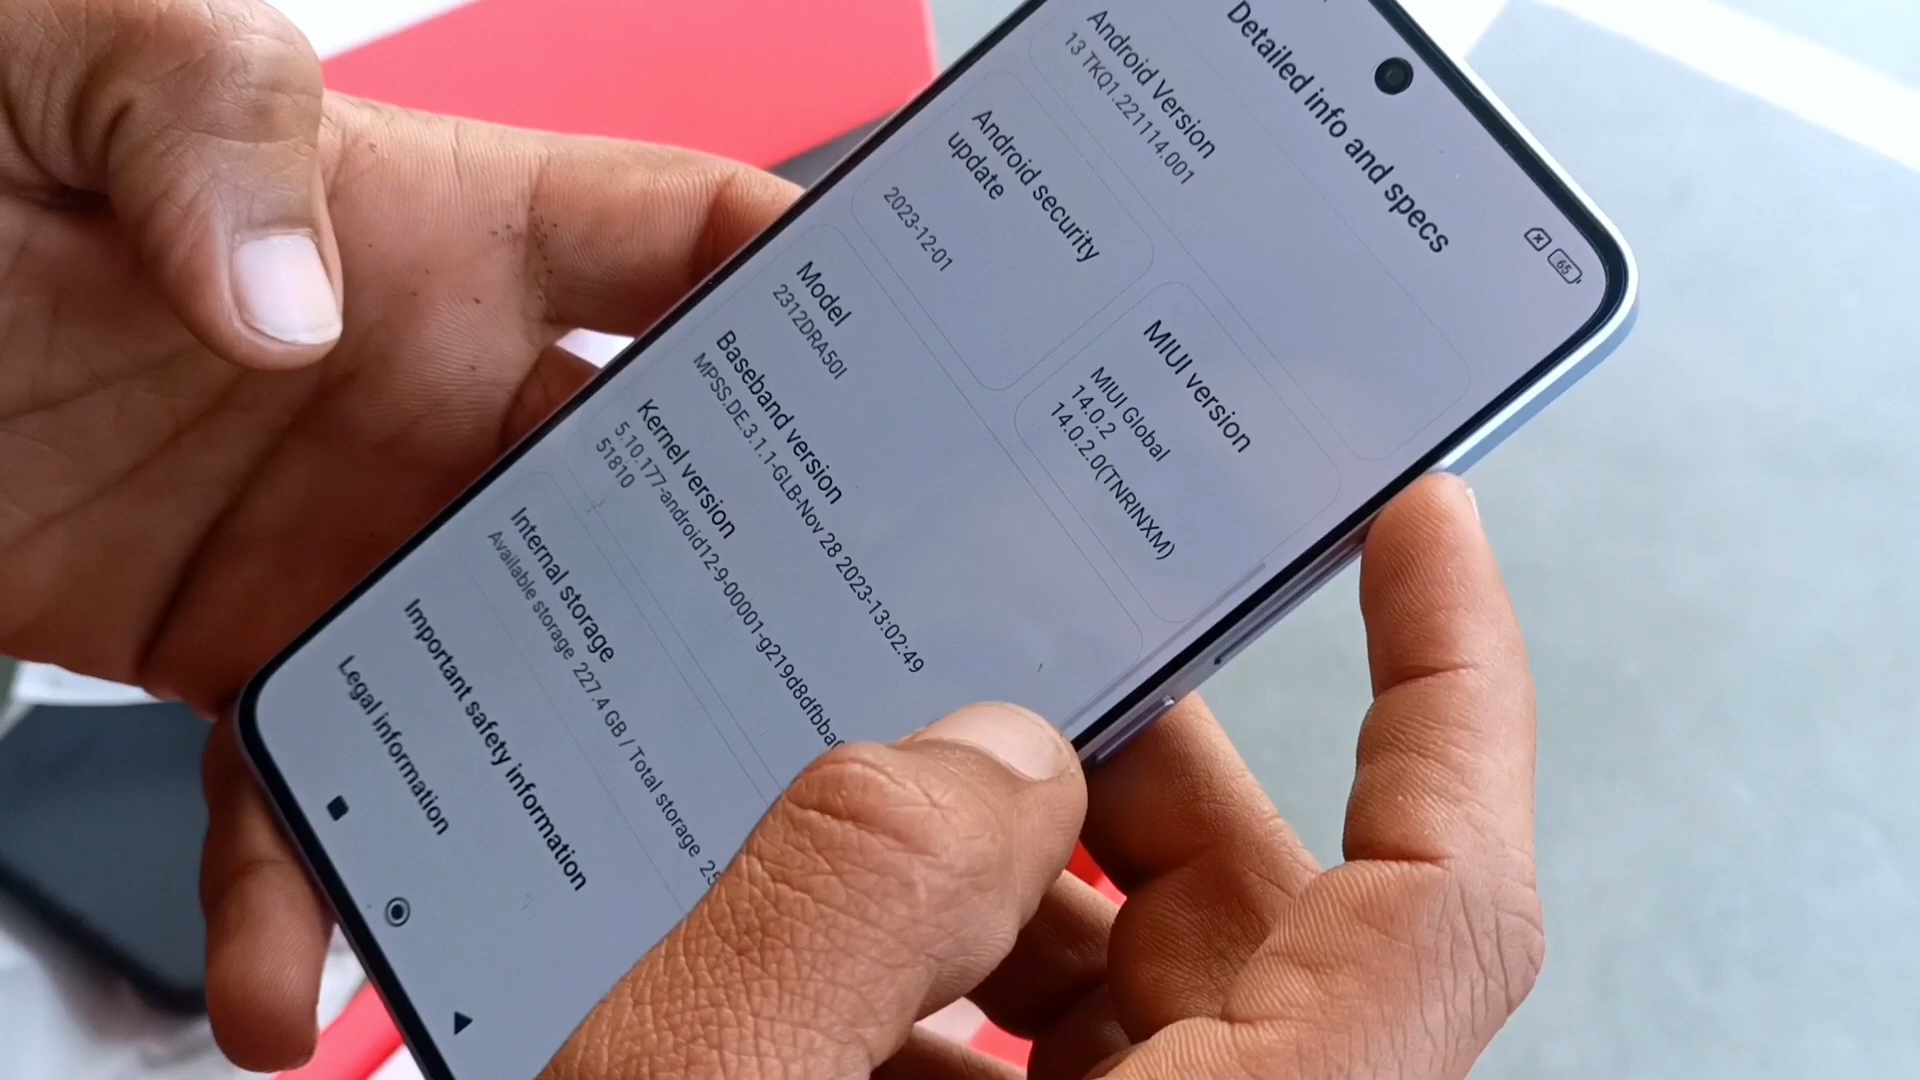 65
Detailed info and specs
Android Version
13 TKQ1.221114.001
Android security
update
2023-12-01
MIUI version
MIUI Global
14.0.2
14.0.2.0(TNRINXM)
Model
2312DRA50I
Baseband version
MPSS.DE.3.1.1-GLB-Nov 28 2023-13:02:49
Kernel version
5.10.177-android12-9-00001-g219d8dfbba
51810
Internal storage
Available storage 227.4 GB / Total storage
Important safety information
Legal information